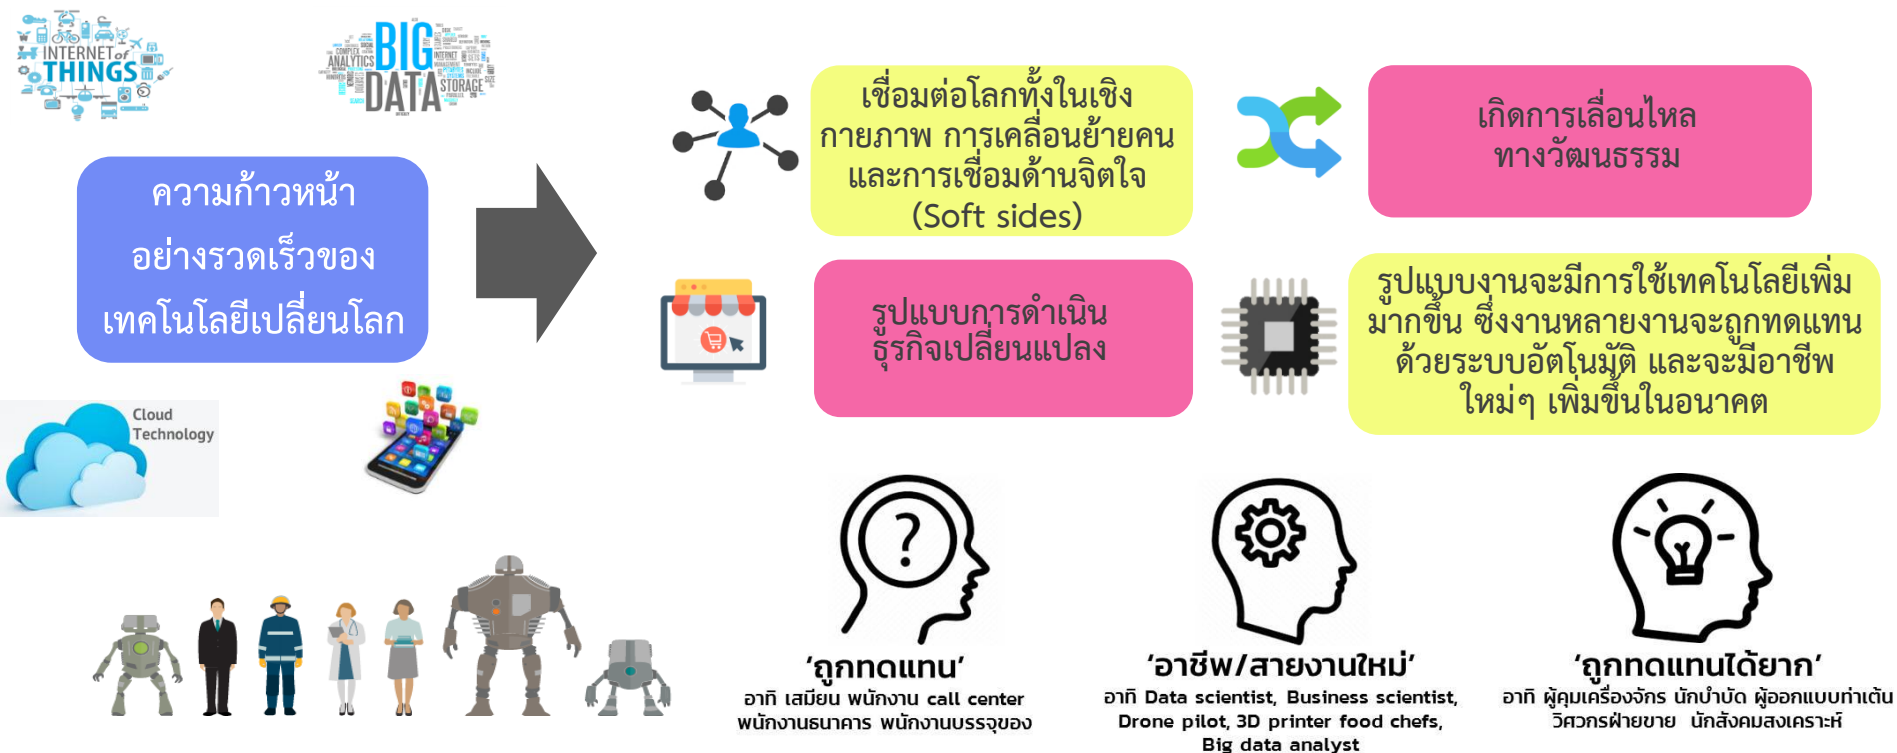 INTERNET of
THINGS
BIG
DATA
COMPLEX
ANALYTICS
INTERNET
STORAGE
ความก้าวหน้า
อย่างรวดเร็วของ
เทคโนโลยีเปลี่ยนโลก
Cloud
Technology
เชื่อมต่อโลกทั้งในเชิง
กายภาพ การเคลื่อนย้ายคน
และการเชื่อมด้านจิตใจ
(Soft sides)
เกิดการเลื่อนไหล
ทางวัฒนธรรม
รูปแบบการดำเนิน
ธุรกิจเปลี่ยนแปลง
รูปแบบงานจะมีการใช้เทคโนโลยีเพิ่ม
มากขึ้น ซึ่งงานหลายงานจะถูกทดแทน
ด้วยระบบอัตโนมัติ และจะมีอาชีพ
ใหม่ๆ เพิ่มขึ้นในอนาคต
?
‘ถูกทดแทน’
อาทิ เสมียน พนักงาน call center
พนักงานธนาคาร พนักงานบรรจุของ
‘อาชีพ/สายงานใหม่’
อาทิ Data scientist, Business scientist,
Drone pilot, 3D printer food chefs,
Big data analyst
‘ถูกทดแทนได้ยาก’
อาทิ ผู้คุมเครื่องจักร นักบำบัด ผู้ออกแบบท่าเต้น
วิศวกรฝ่ายขาย นักสังคมสงเคราะห์